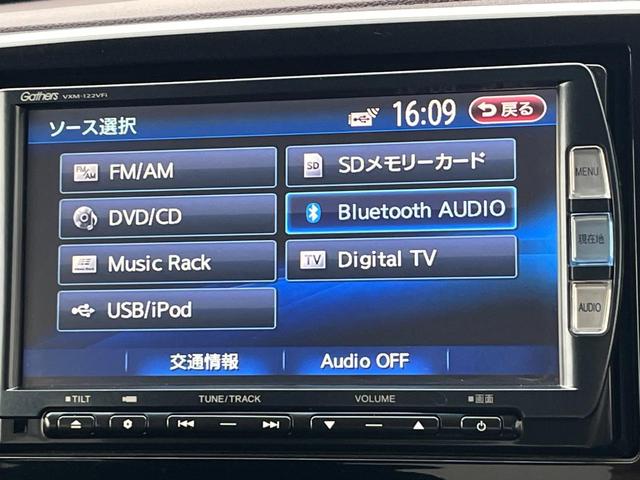 Gathers VXM-122VFi
ソース選択
16:09
戻る
FM/AM
SD
SDメモリーカード
DVD/CD
Bluetooth AUDIO
Music Rack
TV
Digital TV
USB/iPod
交通情報
Audio OFF
MENU
現在地
AUDIO
TILT
TUNE/TRACK
VOLUME
画面